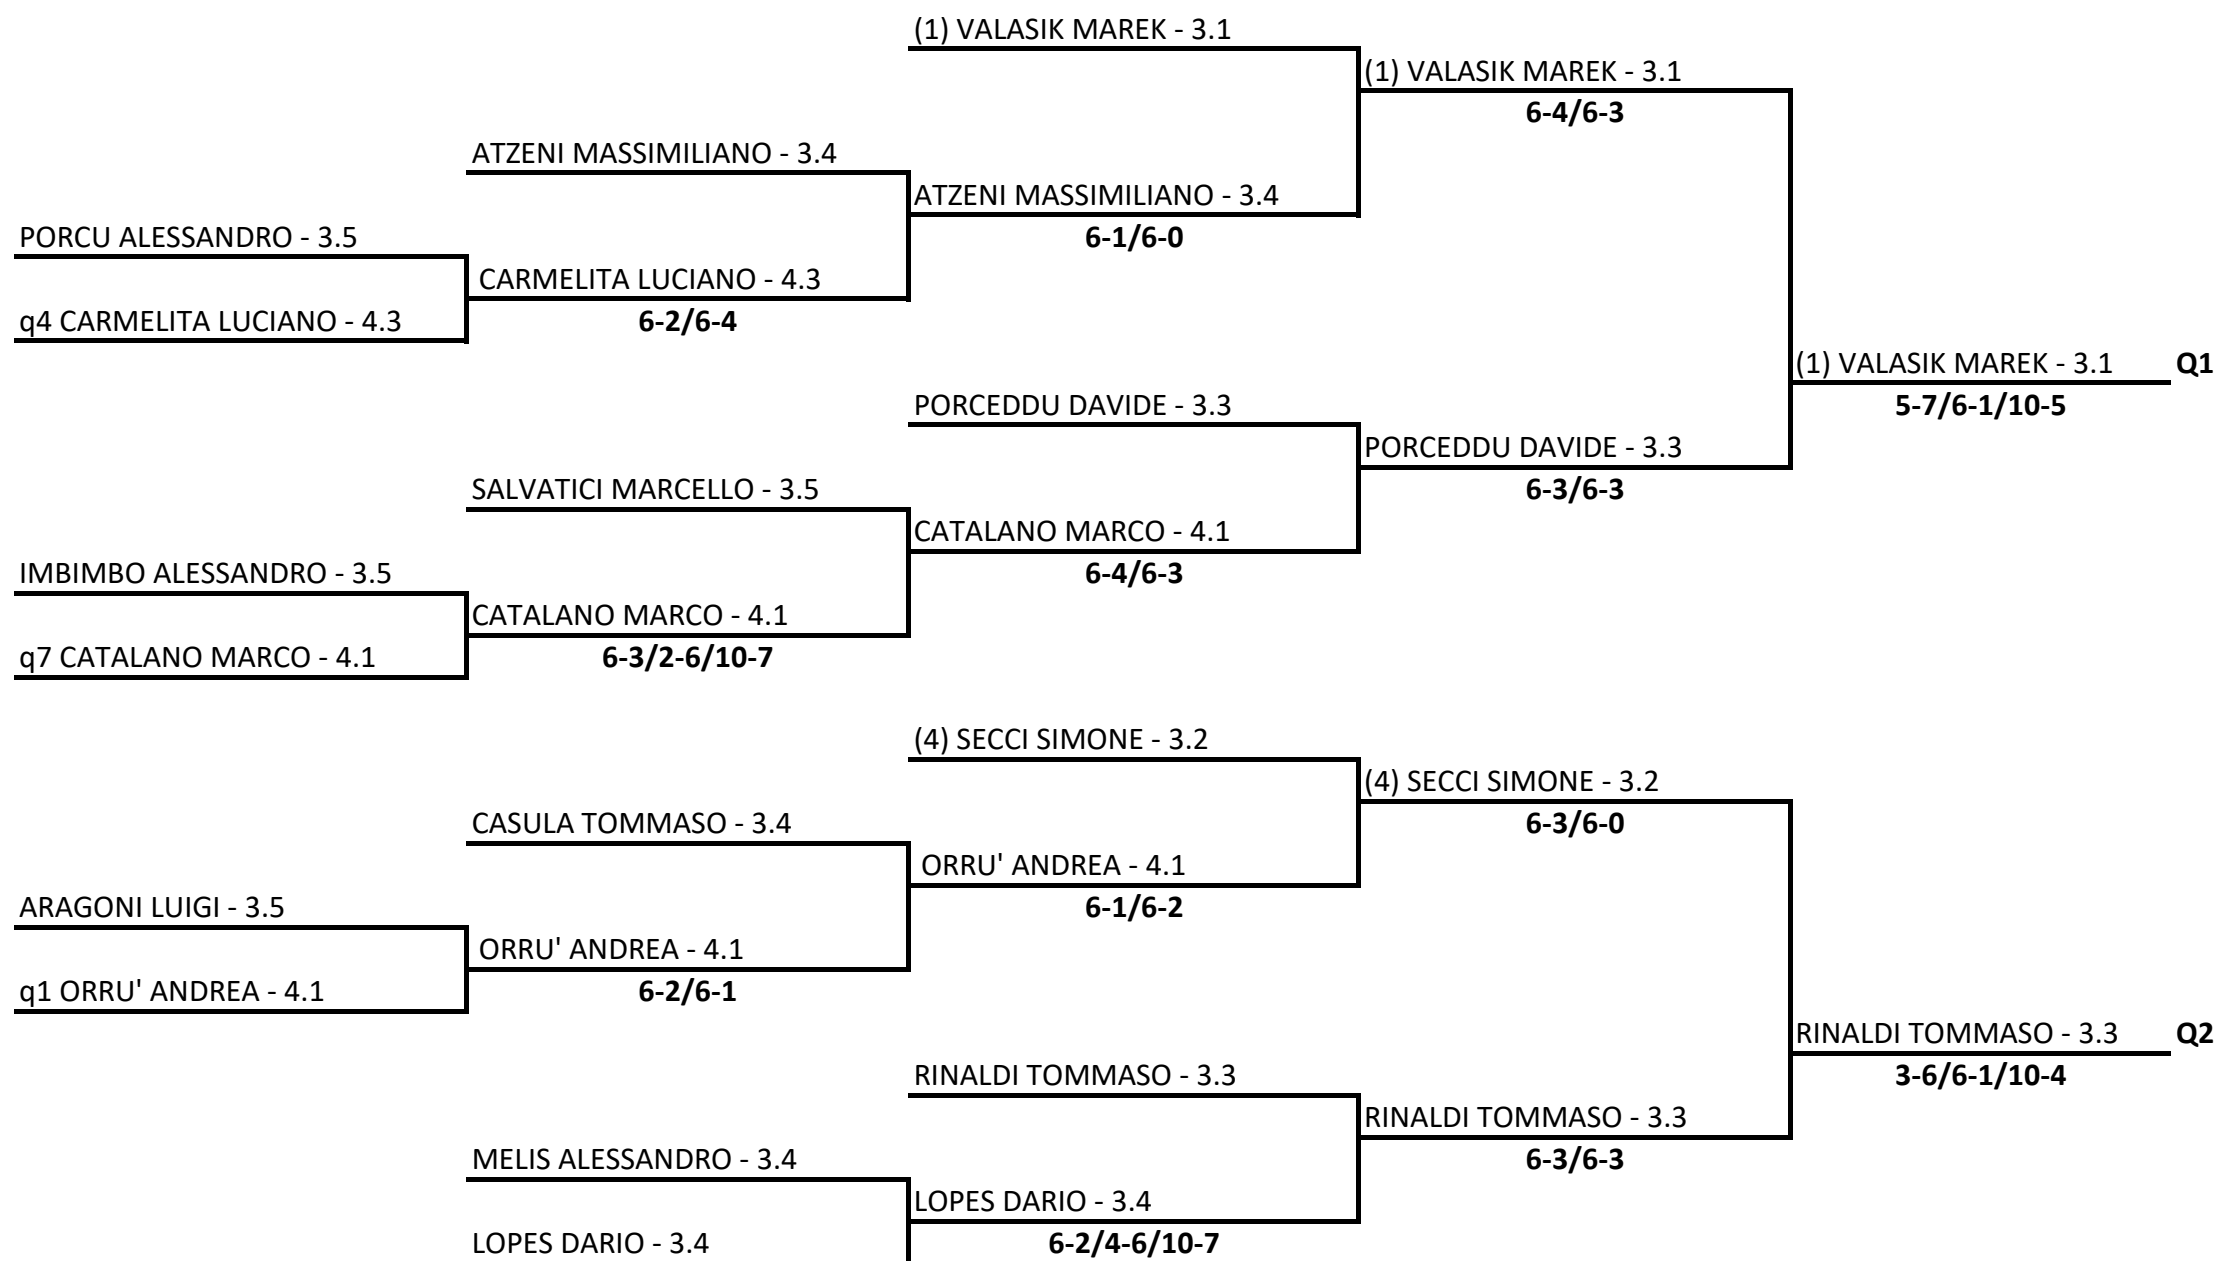 (1) VALASIK MAREK - 3.1
(1) VALASIK MAREK - 3.1
6-4/6-3
ATZENI MASSIMILIANO - 3.4
ATZENI MASSIMILIANO - 3.4
PORCU ALESSANDRO - 3.5
6-1/6-0
CARMELITA LUCIANO - 4.3
q4 CARMELITA LUCIANO - 4.3
6-2/6-4
(1) VALASIK MAREK - 3.1 Q1
PORCEDDU DAVIDE - 3.3
5-7/6-1/10-5
PORCEDDU DAVIDE - 3.3
SALVATICI MARCELLO - 3.5
6-3/6-3
CATALANO MARCO - 4.1
IMBIMBO ALESSANDRO - 3.5
6-4/6-3
CATALANO MARCO - 4.1
q7 CATALANO MARCO - 4.1
6-3/2-6/10-7
(4) SECCI SIMONE - 3.2
(4) SECCI SIMONE - 3.2
CASULA TOMMASO - 3.4
6-3/6-0
ORRU' ANDREA - 4.1
ARAGONI LUIGI - 3.5
6-1/6-2
ORRU' ANDREA - 4.1
q1 ORRU' ANDREA - 4.1
6-2/6-1
RINALDI TOMMASO - 3.3 Q2
RINALDI TOMMASO - 3.3
3-6/6-1/10-4
RINALDI TOMMASO - 3.3
MELIS ALESSANDRO - 3.4
6-3/6-3
LOPES DARIO - 3.4
LOPES DARIO - 3.4
6-2/4-6/10-7